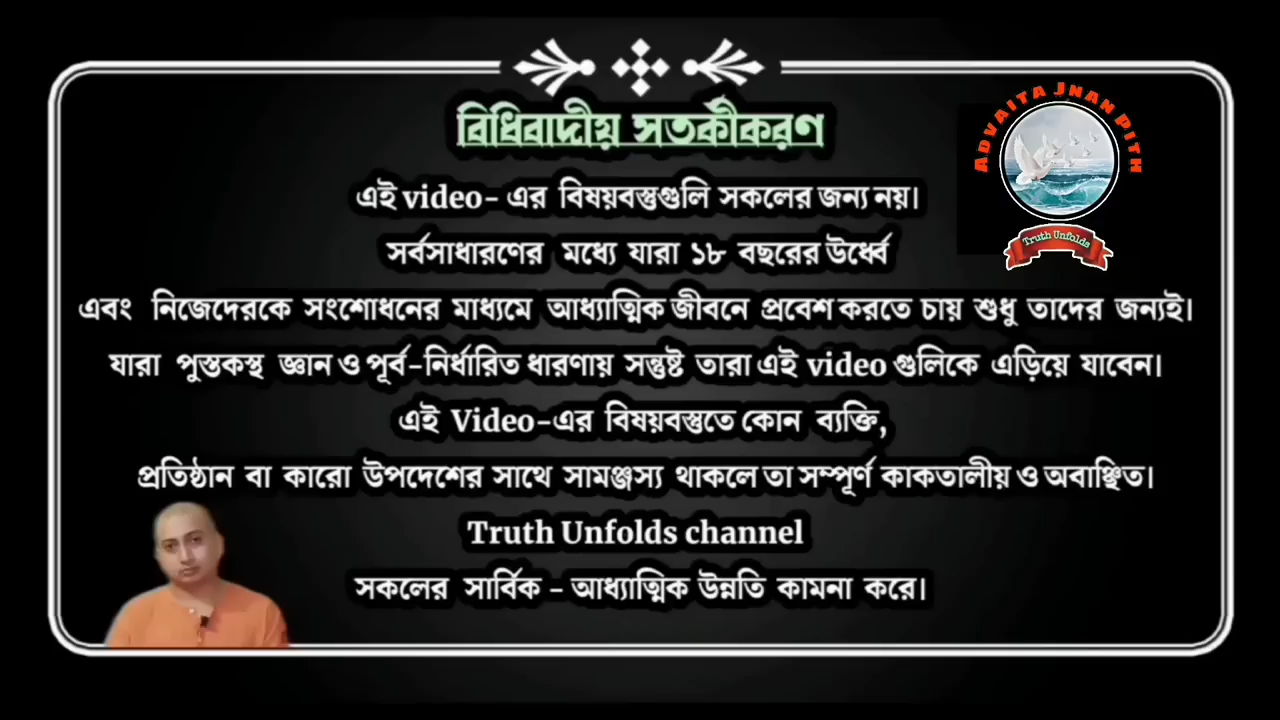 বিধিবাদীয় সতর্কীকরণ
ADVAITA JNAN PITH
Truth Unfolds
এই video- এর বিষয়বস্তুগুলি সকলের জন্য নয়।
সর্বসাধারণের মধ্যে যারা ১৮ বছরের উর্ধ্বে
এবং নিজেদেরকে সংশোধনের মাধ্যমে আধ্যাত্মিক জীবনে প্রবেশ করতে চায় শুধু তাদের জন্যই।
যারা পুস্তকস্থ জ্ঞান ও পূর্ব-নির্ধারিত ধারণায় সন্তুষ্ট তারা এই video গুলিকে এড়িয়ে যাবেন।
এই Video-এর বিষয়বস্তুতে কোন ব্যক্তি,
প্রতিষ্ঠান বা কারো উপদেশের সাথে সামঞ্জস্য থাকলে তা সম্পূর্ণ কাকতালীয় ও অবাঞ্ছিত।
Truth Unfolds channel
সকলের সার্বিক - আধ্যাত্মিক উন্নতি কামনা করে।